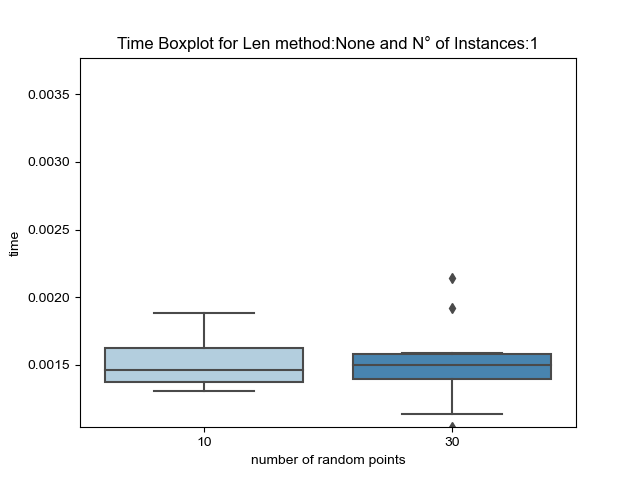 Time Boxplot for Len method:None and N° of Instances:1
0.0035
0.0030
0.0025
0.0020
0.0015
time
10
30
number of random points